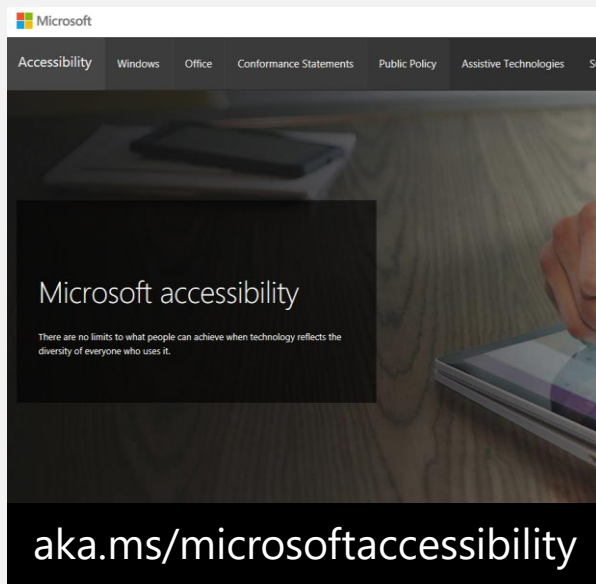 Microsoft
Accessibility Windows Office Conformance Statements Public Policy Assistive Technologies
Microsoft accessibility
There are no limits to what people can achieve when technology reflects the
diversity of everyone who uses it.
aka.ms/microsoftaccessibility